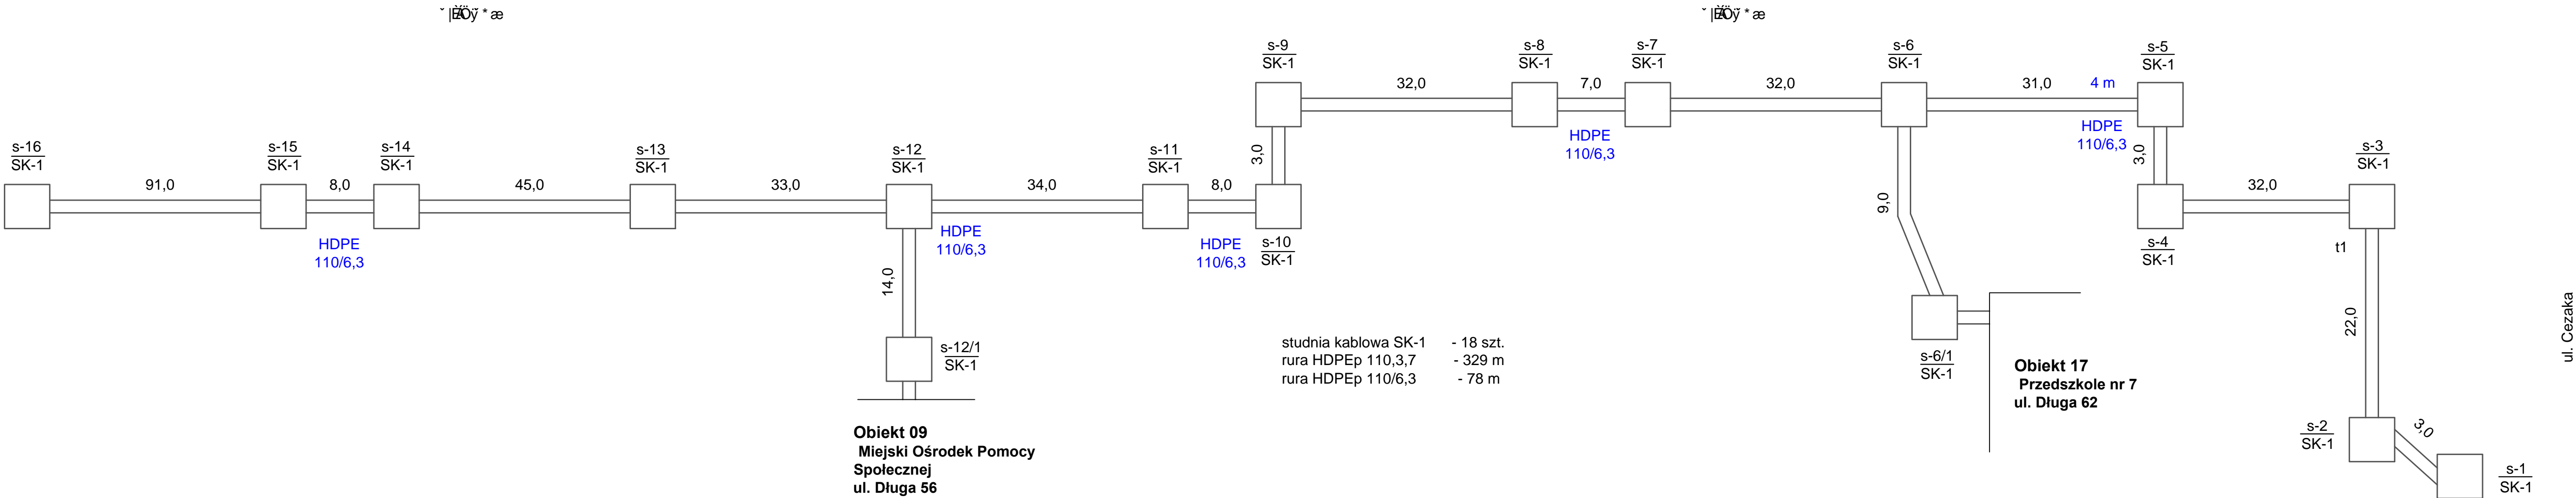 s-9
SK-1
s-8
SK-1
s-7
SK-1
s-6
SK-1
s-5
SK-1
32,0
7,0
32,0
31,0
4 m
HDPE
110/6,3
HDPE
110/6,3
3,0
3,0
s-16
SK-1
s-15
SK-1
s-14
SK-1
s-13
SK-1
s-12
SK-1
s-11
SK-1
s-3
SK-1
91,0
8,0
45,0
33,0
34,0
8,0
32,0
9,0
HDPE
110/6,3
HDPE
110/6,3
HDPE
110/6,3
s-10
SK-1
s-4
SK-1
t1
14,0
22,0
ul. Cezaka
s-12/1
SK-1
studnia kablowa SK-1 - 18 szt.
rura HDPEp 110,3,7 - 329 m
rura HDPEp 110/6,3 - 78 m
s-6/1
SK-1
Obiekt 17
Przedszkole nr 7
ul. Długa 62
Obiekt 09
Miejski Ośrodek Pomocy
Społecznej
ul. Długa 56
s-2
SK-1
3,0
s-1
SK-1